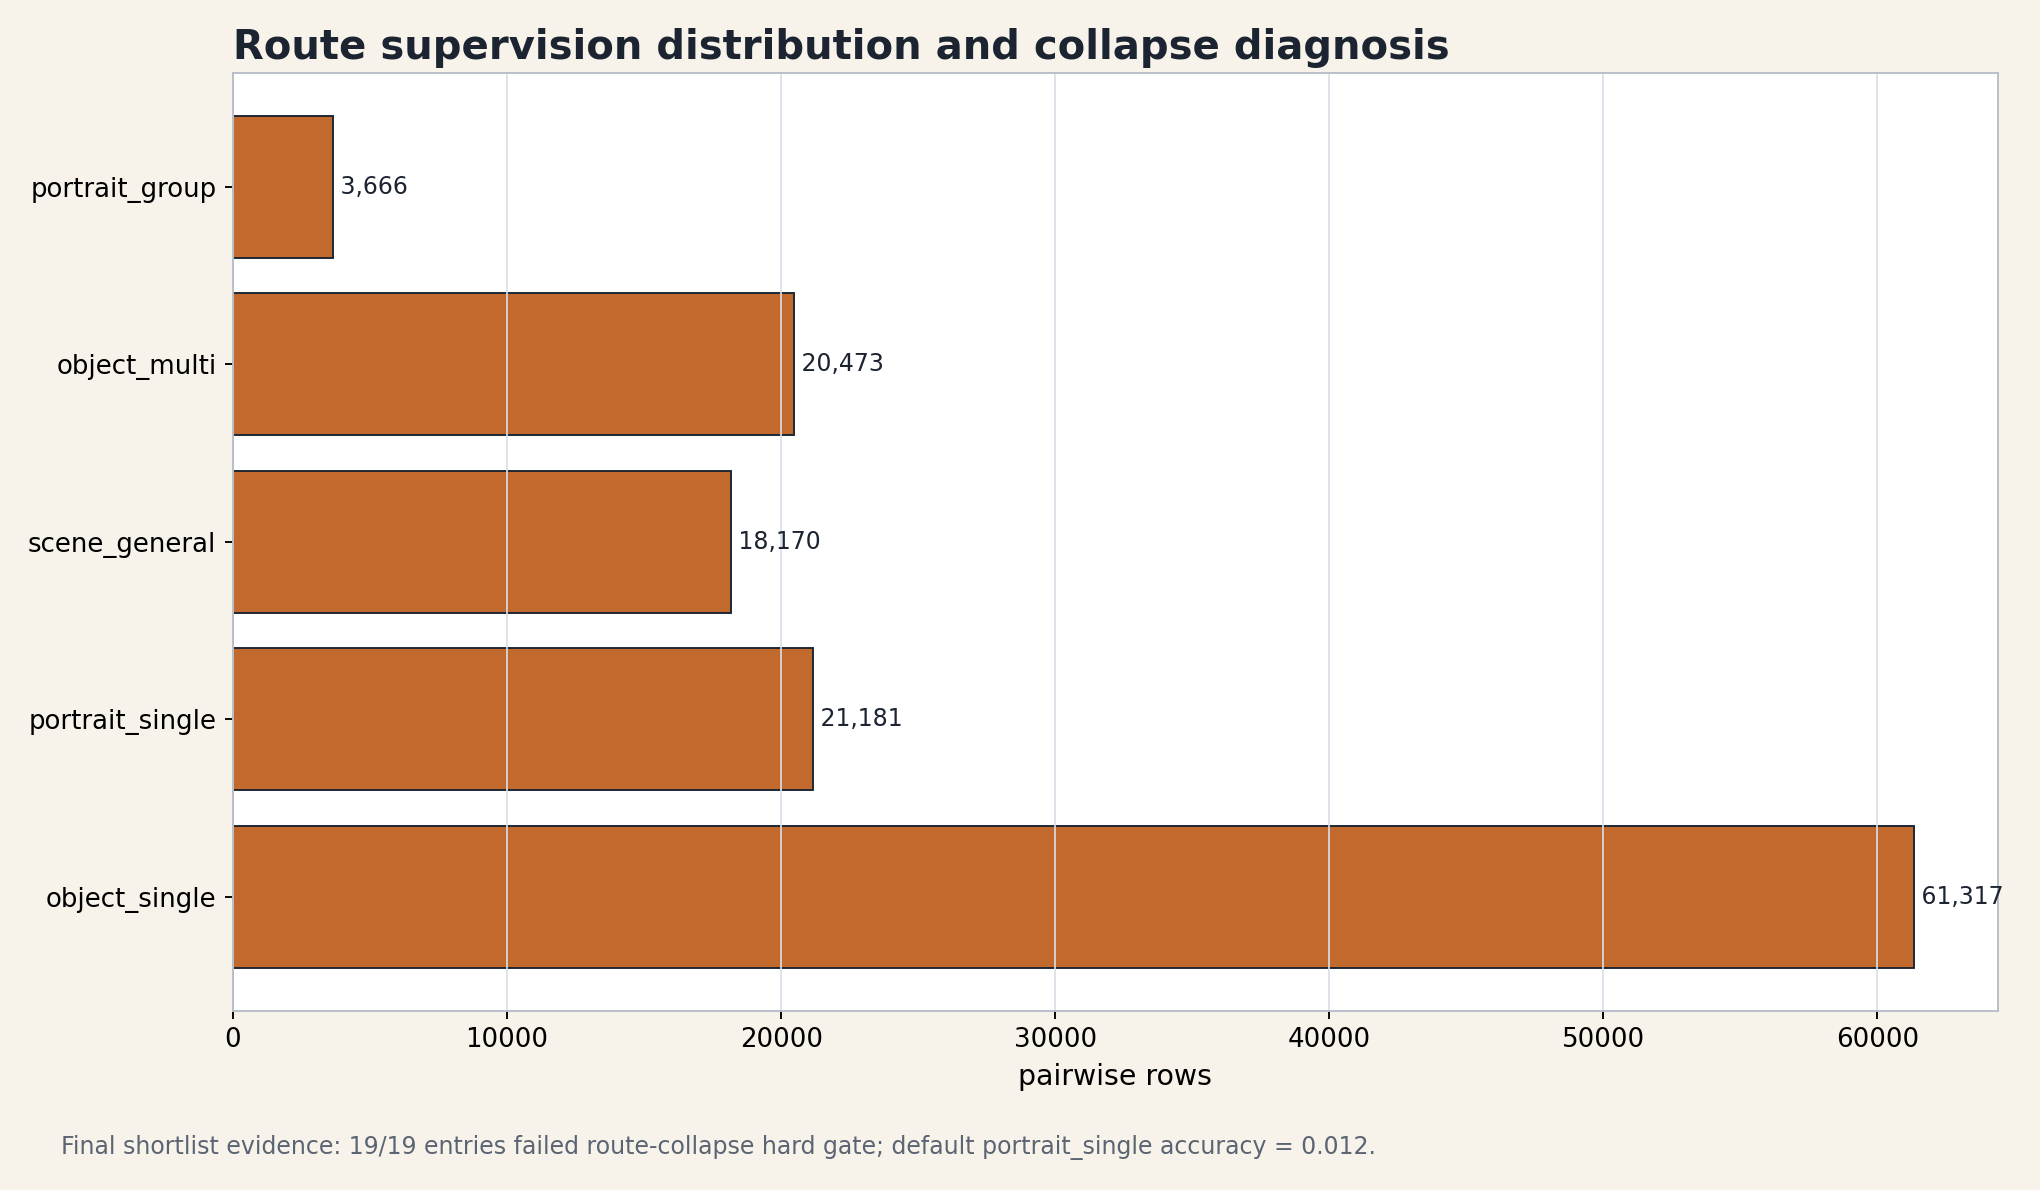 Route supervision distribution and collapse diagnosis
portrait_group
3,666
object_multi
20,473
scene_general
18,170
portrait_single
21,181
object_single
61,317
0 10000 20000 30000 40000 50000 60000
pairwise rows
Final shortlist evidence: 19/19 entries failed route-collapse hard gate; default portrait_single accuracy = 0.012.